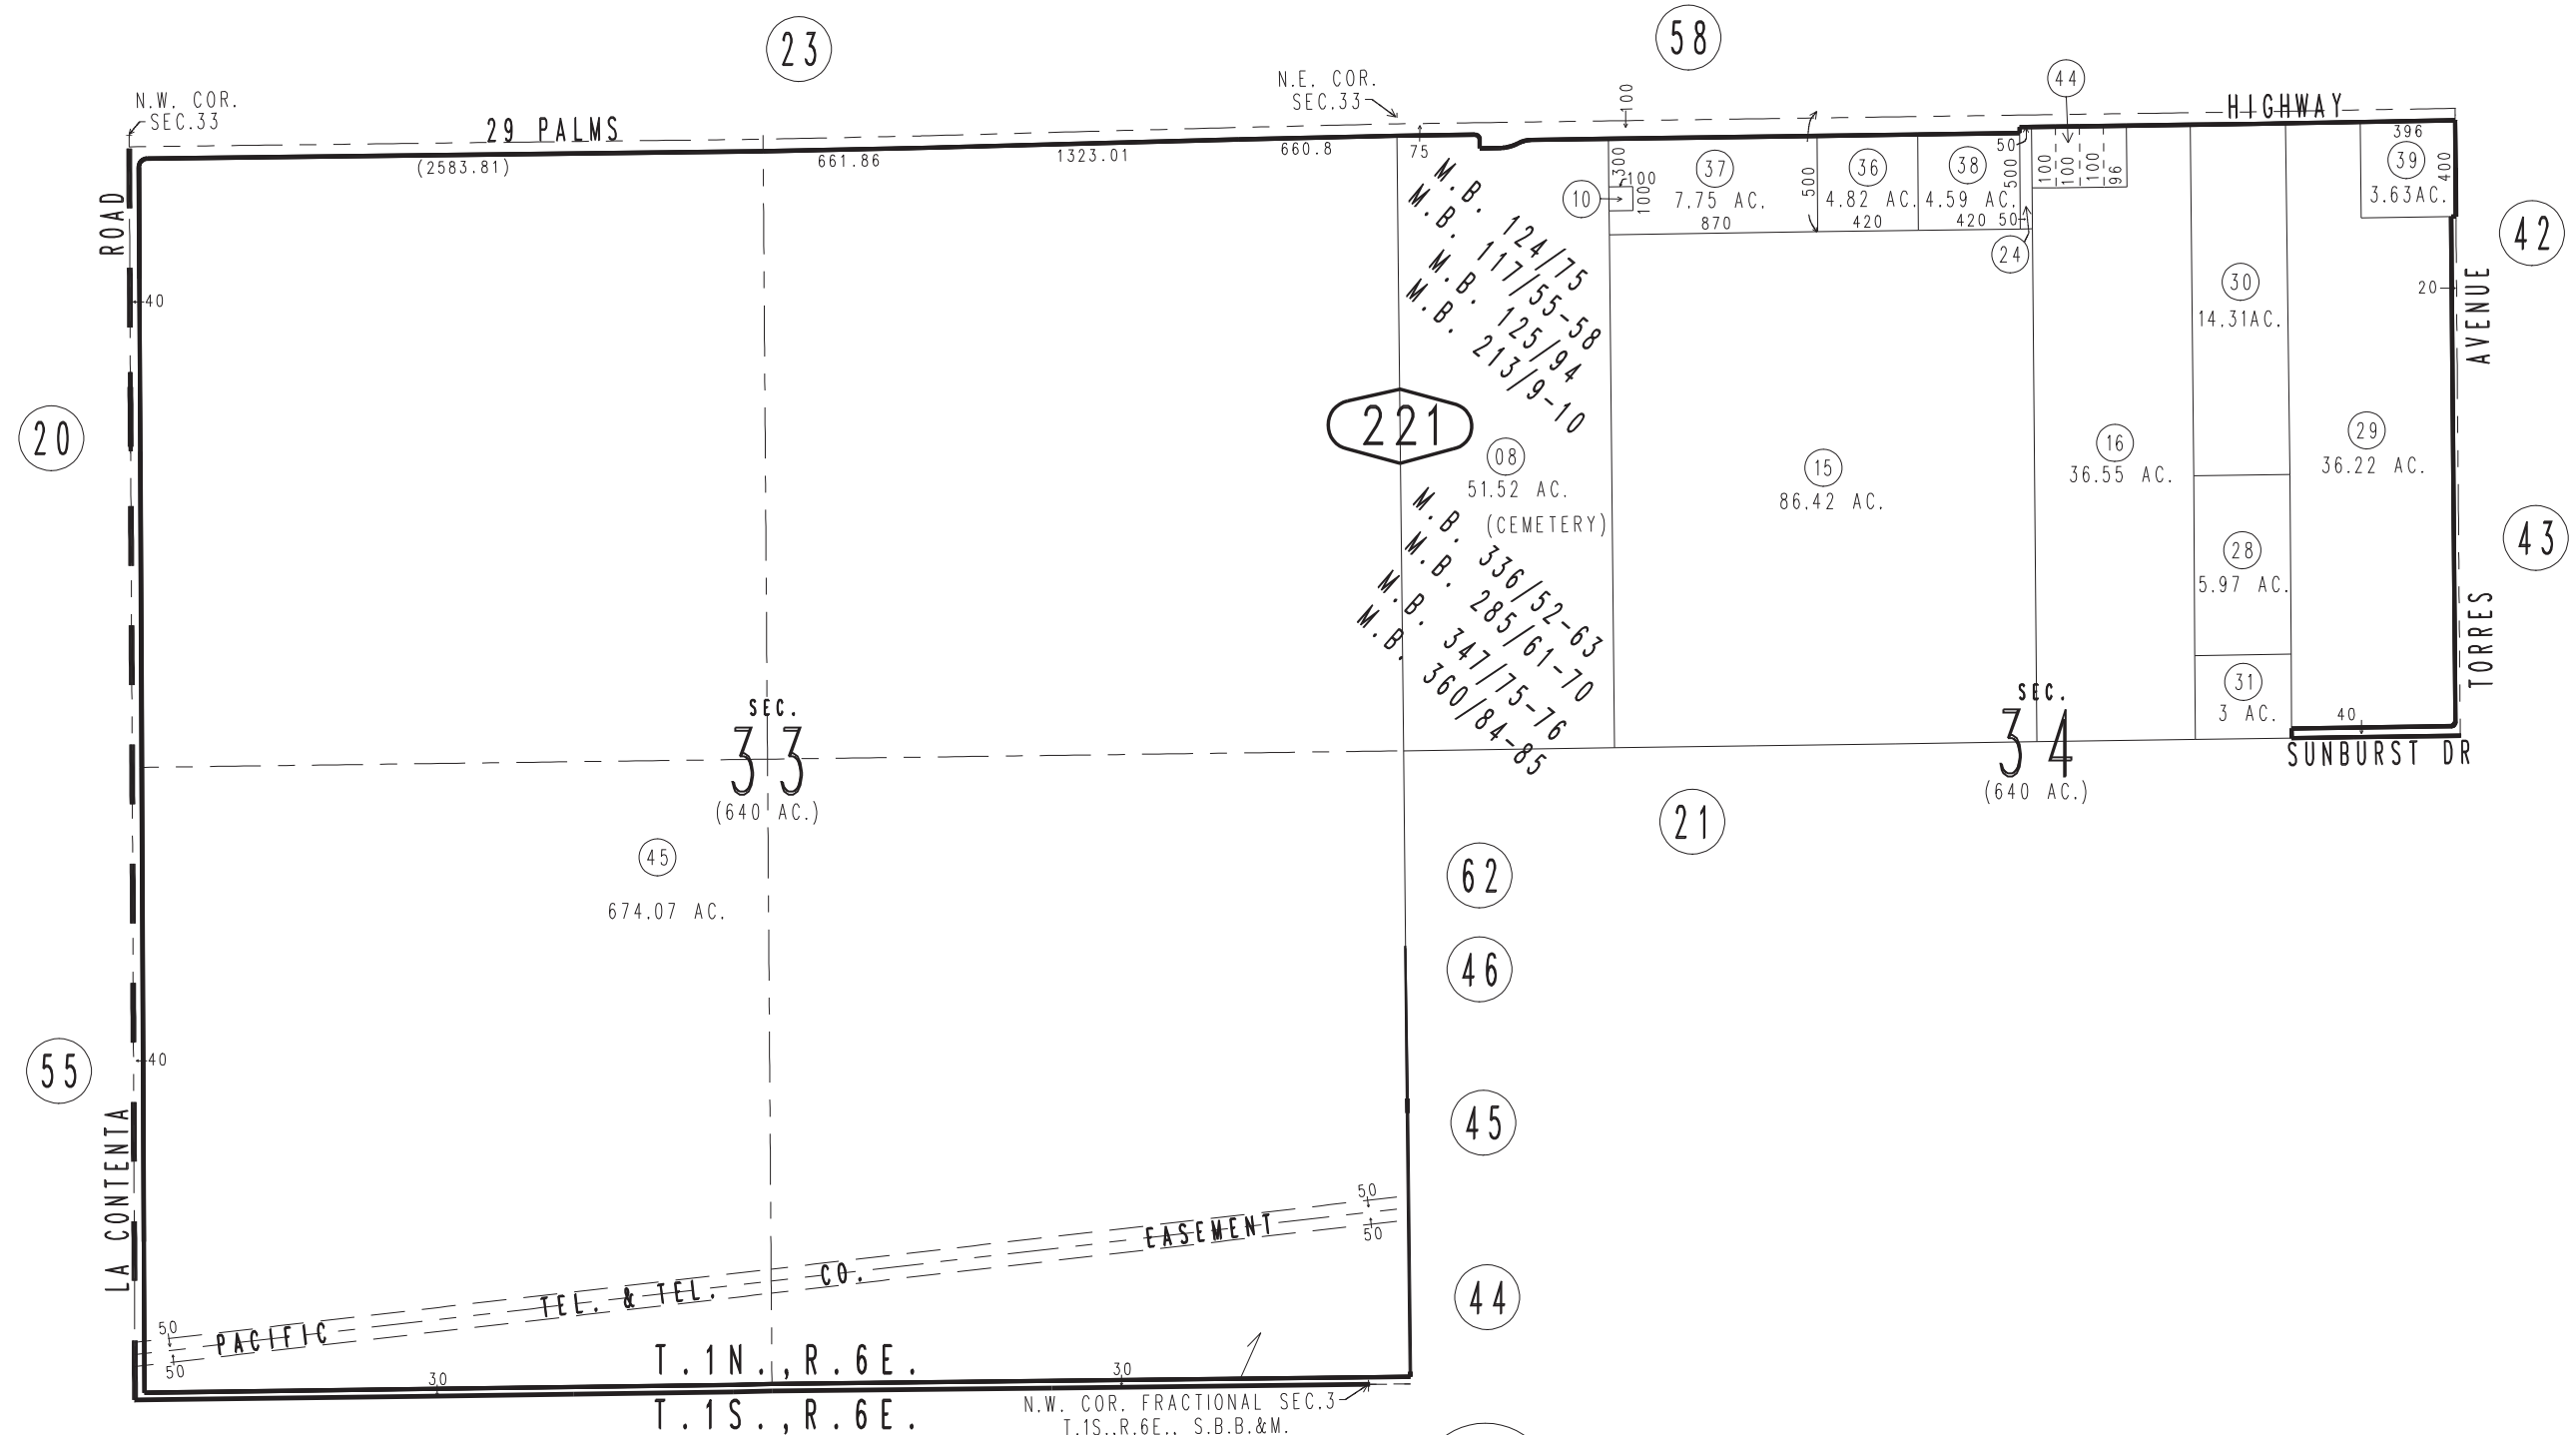 23
58
N.W. COR.
SEC.33
N.E. COR.
SEC.33
100
44
29 PALMS
HIGHWAY
(2583.81)
661.86
1323.01
660.8
75
396
39
400
3.63AC.
300
100
100
10
37
7.75 AC.
870
500
36
4.82 AC.
420
38
4.59 AC.
420
50
500
50
24
100
100
100
96
ROAD
40
20
M.B. 124/75
M.B. 117/55-58
M.B. 125/94
M.B. 213/9-10
221
08
51.52 AC.
(CEMETERY)
M.B. 336/52-63
M.B. 285/61-70
M.B. 347/75-76
M.B. 360/84-85
15
86.42 AC.
16
36.55 AC.
30
14.31AC.
28
5.97 AC.
31
3 AC.
29
36.22 AC.
20
AVENUE
TORRES
42
43
40
SUNBURST DR
SEC.
33
(640 AC.)
SEC.
34
(640 AC.)
21
45
674.07 AC.
62
46
45
44
55
40
LA CONTENTA
50
50
PACIFIC TEL. & TEL. CO. EASEMENT
50
50
30
30
T.1N.,R.6E.
T.1S.,R.6E.
N.W. COR. FRACTIONAL SEC.3
T.1S.,R.6E., S.B.B.&M.